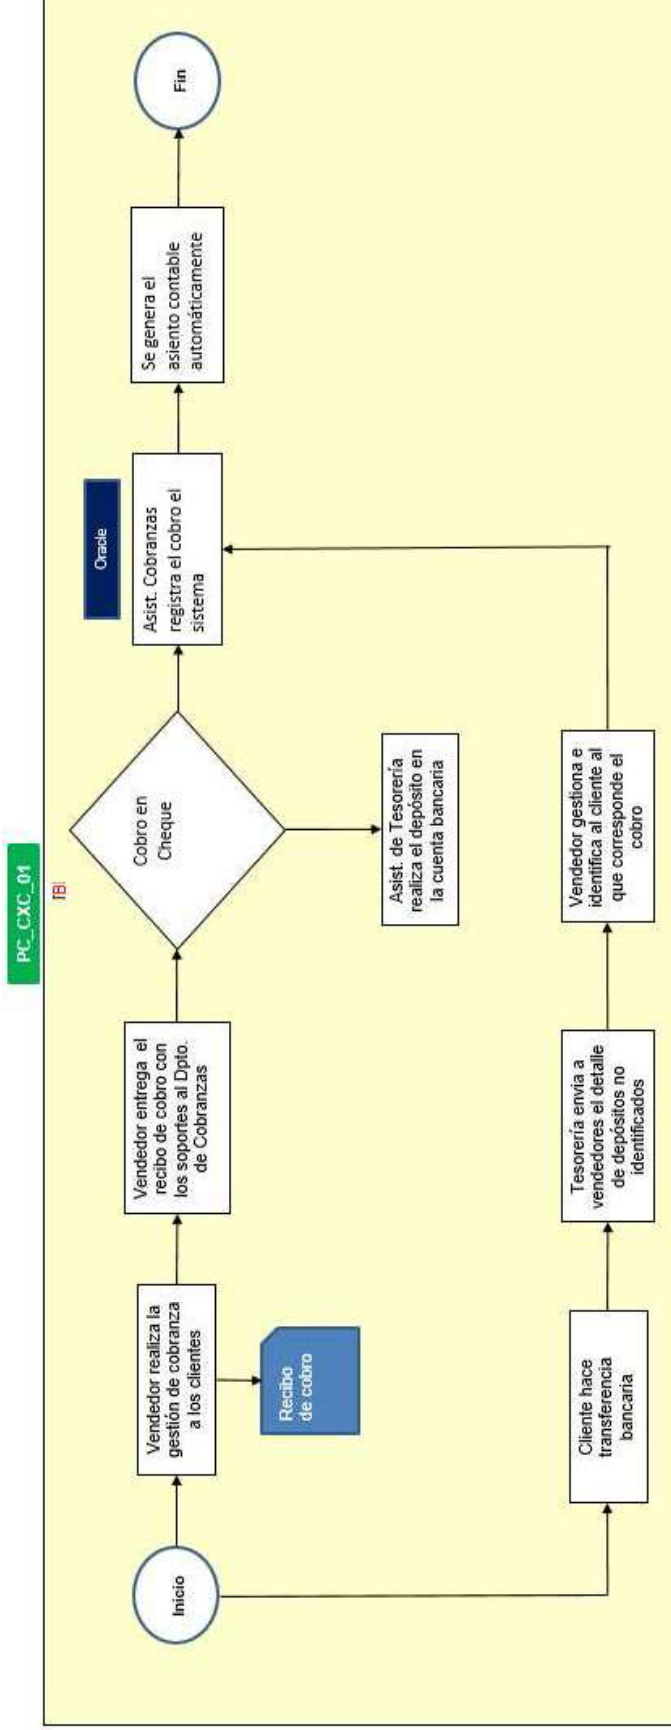 PC_CXC_01
Inicio
Vendedor realiza la
gestión de cobranza
a los clientes
Recibo
de cobro
Vendedor entrega el
recibo de cobro con
los soportes al Dpto.
de Cobranzas
Cobro en
Cheque
Asist. de Tesorería
realiza el depósito en
la cuenta bancaria
Oracle
Asist. Cobranzas
registra el cobro el
sistema
Se genera el
asiento contable
automáticamente
Fin
Cliente hace
transferencia
bancaria
Tesorería envia a
vendedores el detalle
de depósitos no
identificados
Vendedor gestiona e
identifica al cliente al
que corresponde el
cobro